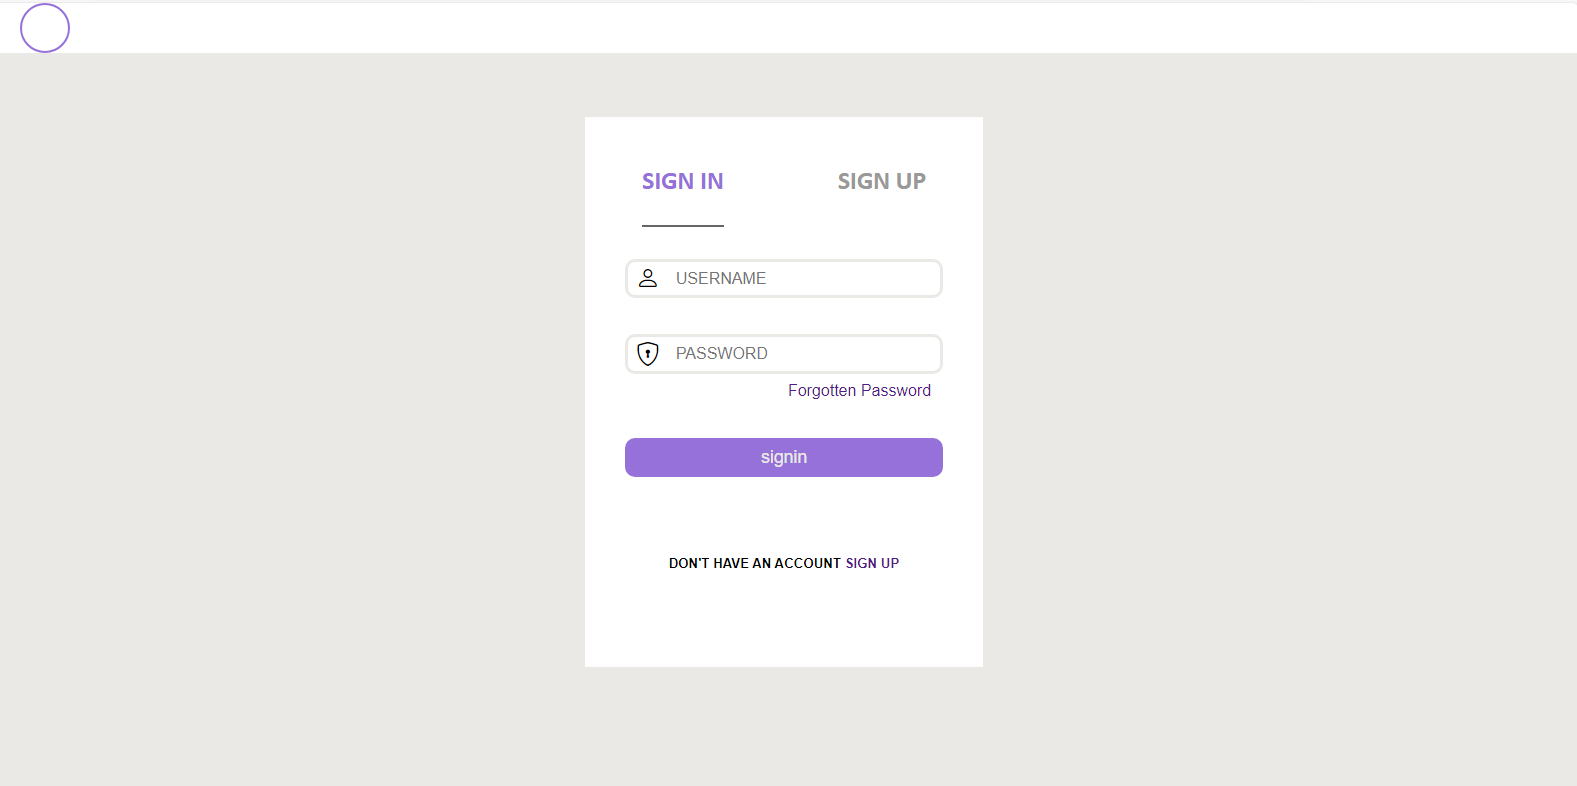 SIGN IN SIGN UP
USERNAME
PASSWORD
Forgotten Password
signin
DON'T HAVE AN ACCOUNT SIGN UP